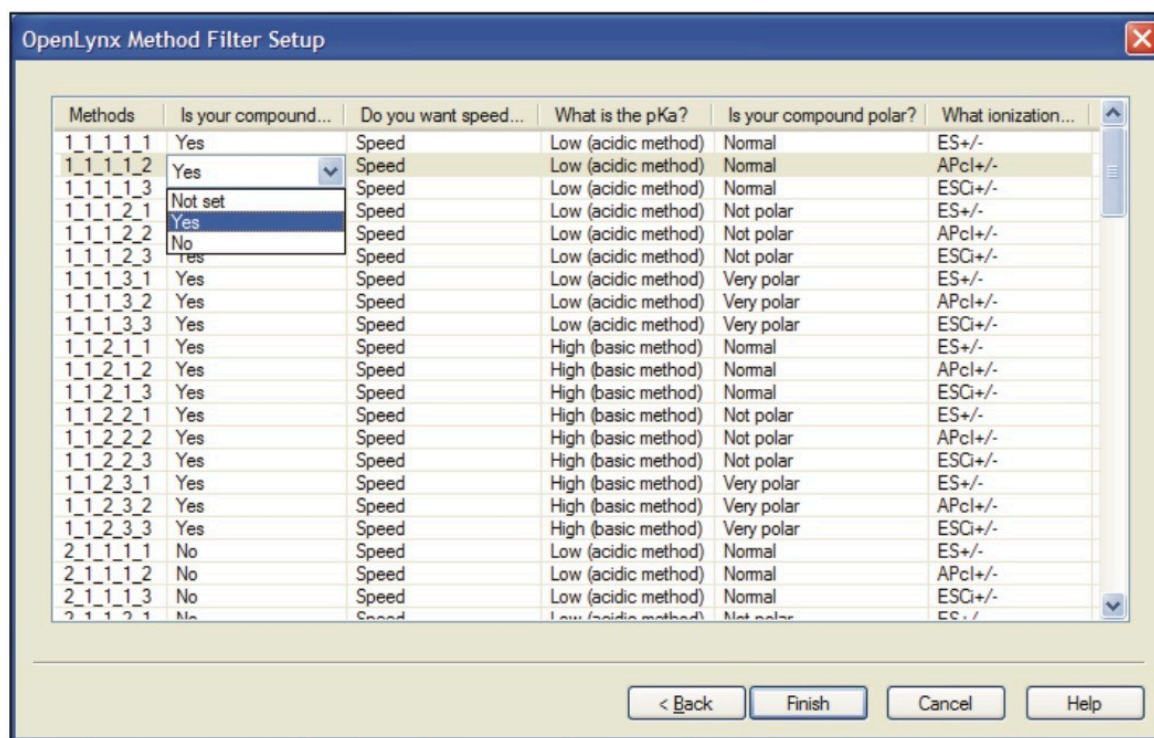 OpenLynx Method Filter Setup
Methods Is your compound... Do you want speed... What is the pKa? Is your compound polar? What ionization...
1_1_1_1_1 Yes Speed Low (acidic method) Normal ES+/-
1_1_1_1_2 Yes Speed Low (acidic method) Normal APcI+/-
1_1_1_1_3 Not set Speed Low (acidic method) Normal ESCi+/-
1_1_1_2_1 Yes Speed Low (acidic method) Not polar ES+/-
1_1_1_2_2 No Speed Low (acidic method) Not polar APcI+/-
1_1_1_2_3 Yes Speed Low (acidic method) Not polar ESCi+/-
1_1_1_3_1 Yes Speed Low (acidic method) Very polar ES+/-
1_1_1_3_2 Yes Speed Low (acidic method) Very polar APcI+/-
1_1_1_3_3 Yes Speed Low (acidic method) Very polar ESCi+/-
1_1_2_1_1 Yes Speed High (basic method) Normal ES+/-
1_1_2_1_2 Yes Speed High (basic method) Normal APcI+/-
1_1_2_1_3 Yes Speed High (basic method) Normal ESCi+/-
1_1_2_2_1 Yes Speed High (basic method) Not polar ES+/-
1_1_2_2_2 Yes Speed High (basic method) Not polar APcI+/-
1_1_2_2_3 Yes Speed High (basic method) Not polar ESCi+/-
1_1_2_3_1 Yes Speed High (basic method) Very polar ES+/-
1_1_2_3_2 Yes Speed High (basic method) Very polar APcI+/-
1_1_2_3_3 Yes Speed High (basic method) Very polar ESCi+/-
2_1_1_1_1 No Speed Low (acidic method) Normal ES+/-
2_1_1_1_2 No Speed Low (acidic method) Normal APcI+/-
2_1_1_1_3 No Speed Low (acidic method) Normal ESCi+/-
2_1_1_2_1 No Speed Low (acidic method) Not polar ES+/-
< Back Finish Cancel Help